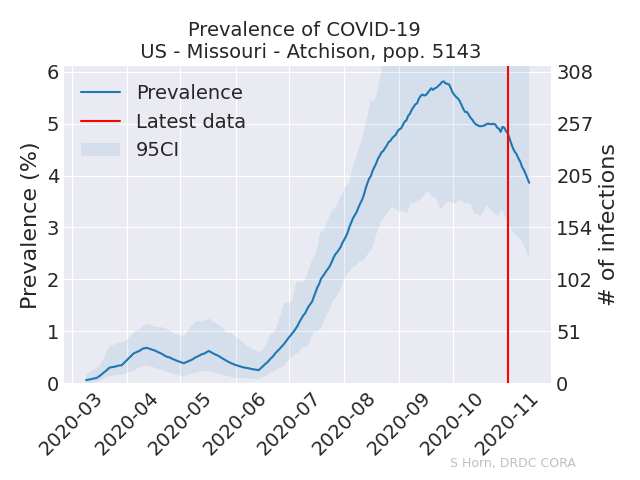 Prevalence of COVID-19
US - Missouri - Atchison, pop. 5143
Prevalence
Latest data
95CI
Prevalence (%)
6
5
4
3
2
1
0
308
257
205
154
102
51
0
# of infections
2020-03
2020-04
2020-05
2020-06
2020-07
2020-08
2020-09
2020-10
2020-11
S Horn, DRDC CORA